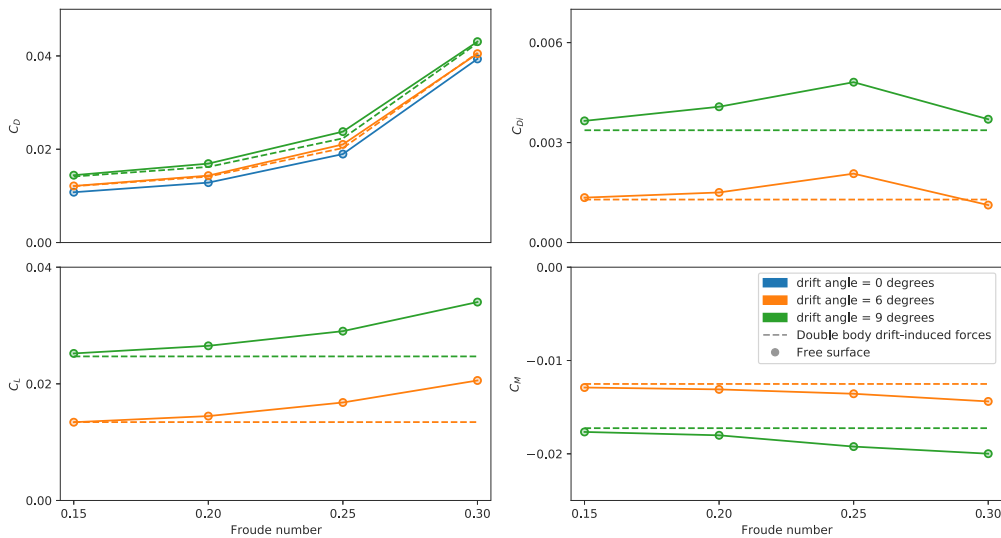 0.04
0.02
0.00
C_D
0.006
0.003
0.000
C_{Di}
0.04
0.02
0.00
C_L
0.15 0.20 0.25 0.30
Froude number
0.00
−0.01
−0.02
C_M
drift angle = 0 degrees
drift angle = 6 degrees
drift angle = 9 degrees
Double body drift-induced forces
Free surface
0.15 0.20 0.25 0.30
Froude number